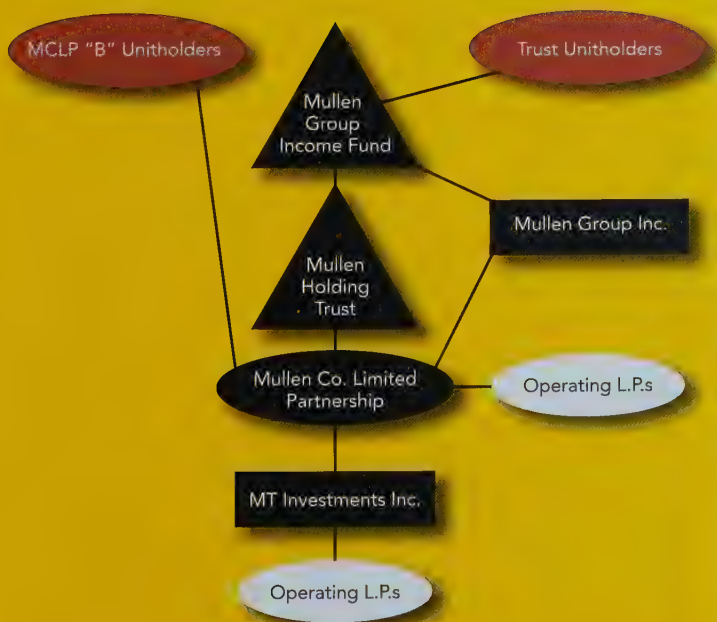 MCLP "B" Unitholders
Trust Unitholders
Mullen
Group
Income Fund
Mullen Group Inc.
Mullen
Holding
Trust
Mullen Co. Limited
Partnership
Operating L.P.s
MT Investments Inc.
Operating L.P.s